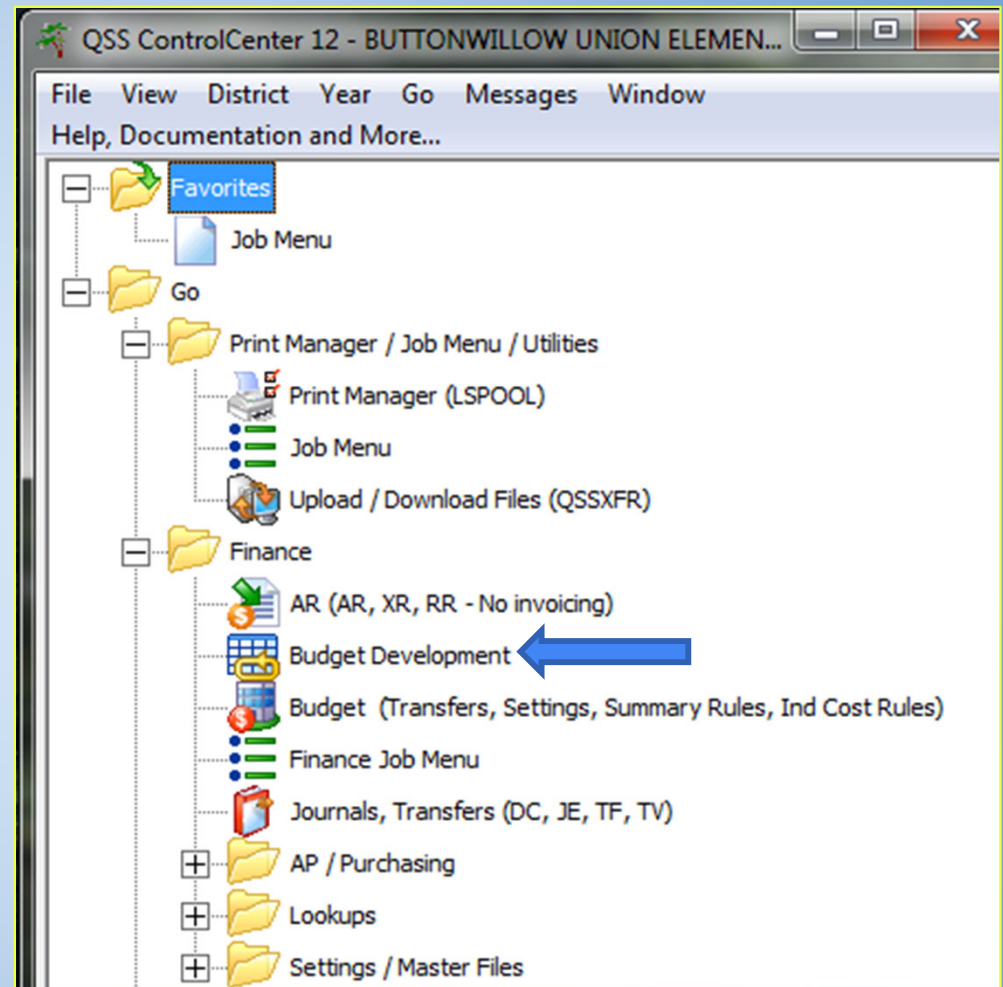 QSS ControlCenter 12 - BUTTONWILLOW UNION ELEMEN...
File View District Year Go Messages Window
Help, Documentation and More...
Favorites
Job Menu
Go
Print Manager / Job Menu / Utilities
Print Manager (LSPOOL)
Job Menu
Upload / Download Files (QSSXFR)
Finance
AR (AR, XR, RR - No invoicing)
Budget Development
Budget (Transfers, Settings, Summary Rules, Ind Cost Rules)
Finance Job Menu
Journals, Transfers (DC, JE, TF, TV)
AP / Purchasing
Lookups
Settings / Master Files